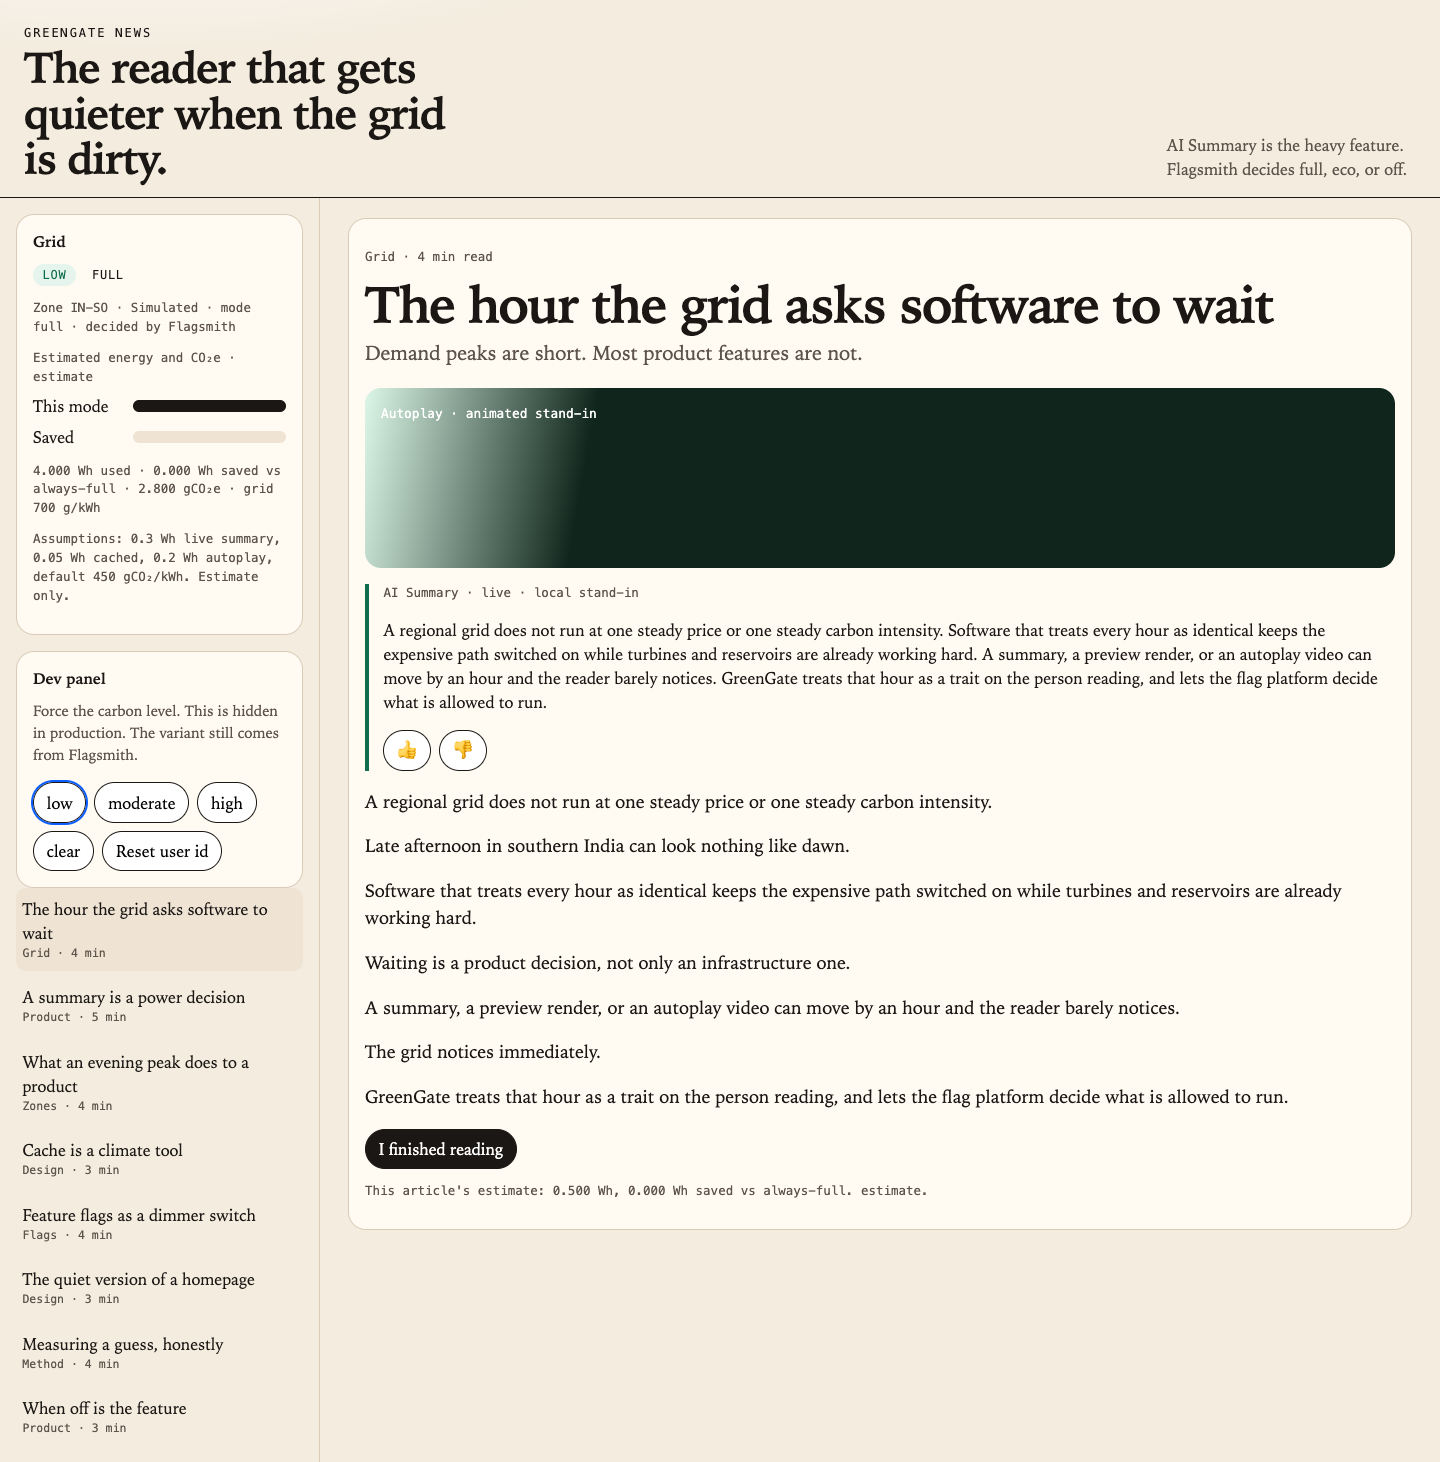 GREENGATE NEWS
The reader that gets
quieter when the grid
is dirty.
AI Summary is the heavy feature.
Flagsmith decides full, eco, or off.
Grid
LOW FULL
Zone IN-SO · Simulated · mode
full · decided by Flagsmith
Estimated energy and CO₂e ·
estimate
This mode
Saved
4.000 Wh used · 0.000 Wh saved vs
always-full · 2.800 gCO₂e · grid
700 g/kWh
Assumptions: 0.3 Wh live summary,
0.05 Wh cached, 0.2 Wh autoplay,
default 450 gCO₂/kWh. Estimate
only.
Dev panel
Force the carbon level. This is hidden
in production. The variant still comes
from Flagsmith.
low moderate high
clear Reset user id
The hour the grid asks software to
wait
Grid · 4 min
A summary is a power decision
Product · 5 min
What an evening peak does to a
product
Zones · 4 min
Cache is a climate tool
Design · 3 min
Feature flags as a dimmer switch
Flags · 4 min
The quiet version of a homepage
Design · 3 min
Measuring a guess, honestly
Method · 4 min
When off is the feature
Product · 3 min
Grid · 4 min read
The hour the grid asks software to wait
Demand peaks are short. Most product features are not.
Autoplay · animated stand-in
AI Summary · live · local stand-in
A regional grid does not run at one steady price or one steady carbon intensity. Software that treats every hour as identical keeps the
expensive path switched on while turbines and reservoirs are already working hard. A summary, a preview render, or an autoplay video can
move by an hour and the reader barely notices. GreenGate treats that hour as a trait on the person reading, and lets the flag platform decide
what is allowed to run.
A regional grid does not run at one steady price or one steady carbon intensity.
Late afternoon in southern India can look nothing like dawn.
Software that treats every hour as identical keeps the expensive path switched on while turbines and reservoirs are already
working hard.
Waiting is a product decision, not only an infrastructure one.
A summary, a preview render, or an autoplay video can move by an hour and the reader barely notices.
The grid notices immediately.
GreenGate treats that hour as a trait on the person reading, and lets the flag platform decide what is allowed to run.
I finished reading
This article's estimate: 0.500 Wh, 0.000 Wh saved vs always-full. estimate.